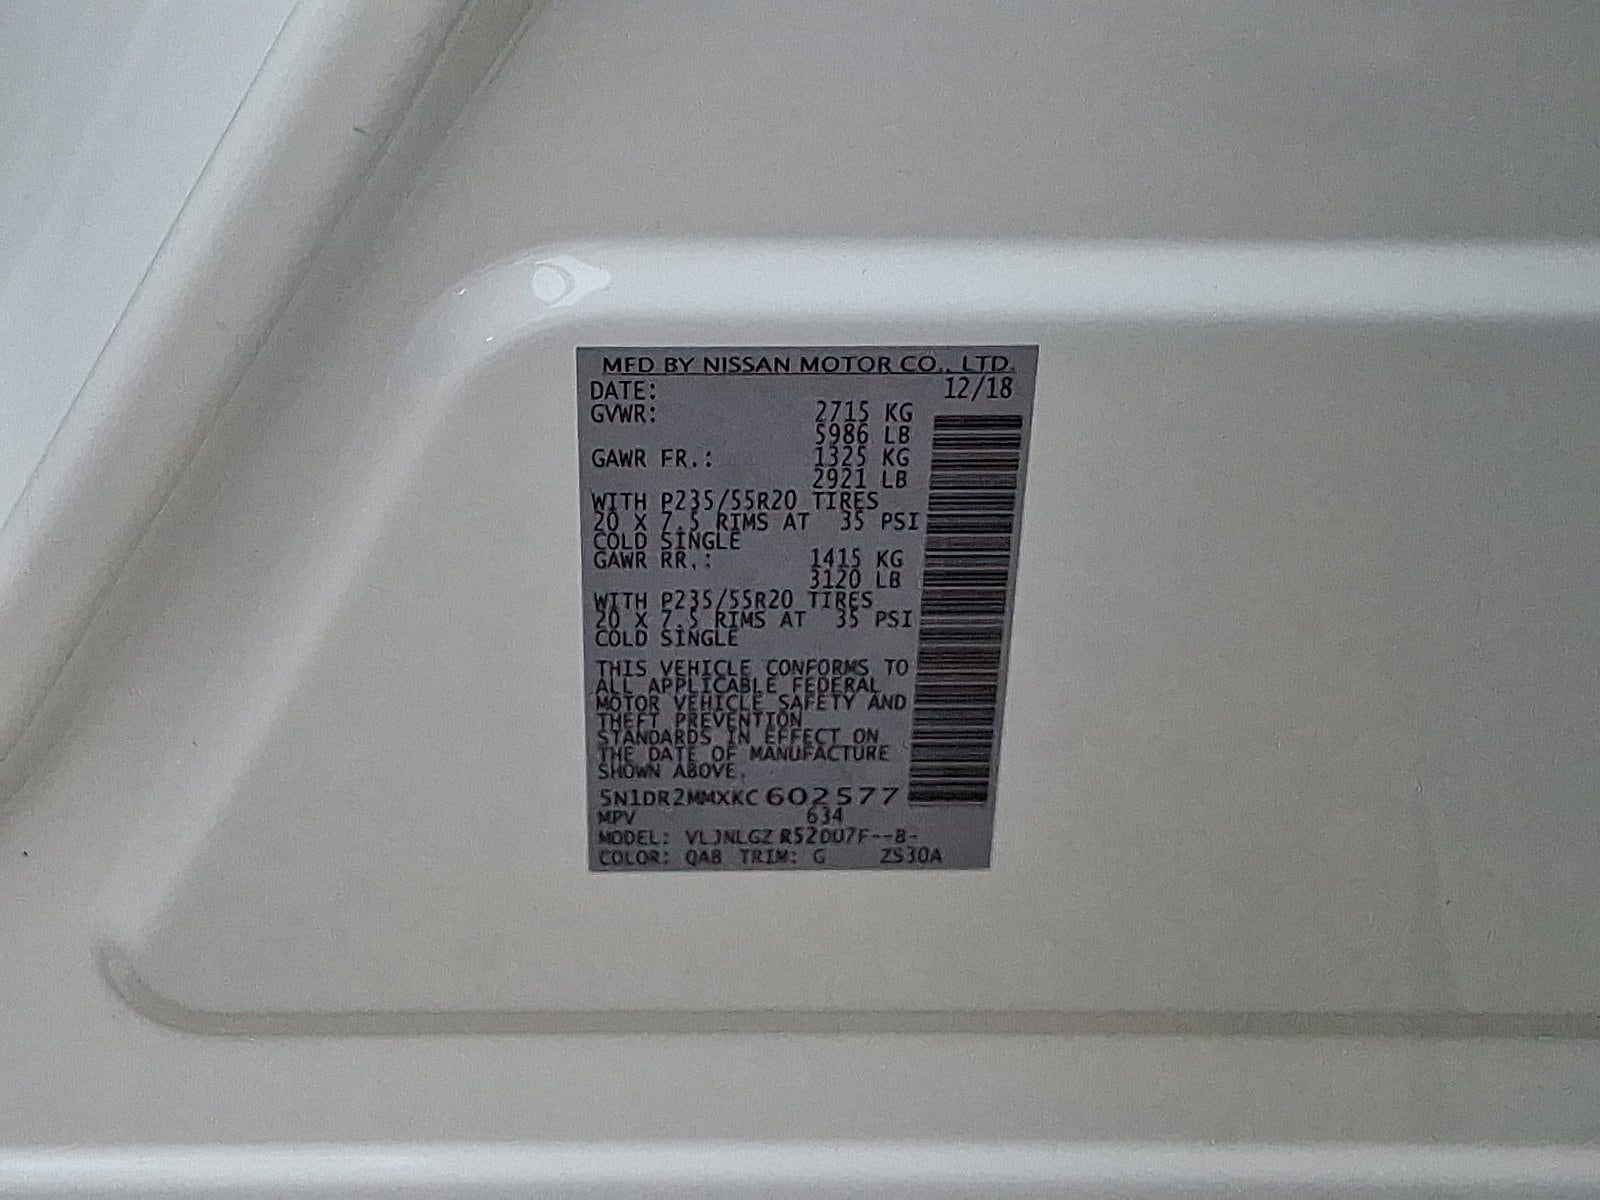 MFD BY NISSAN MOTOR CO., LTD.
DATE: 12/18
GVWR: 2715 KG
5986 LB
GAWR FR.: 1325 KG
2921 LB
WITH P235/55R20 TIRES
20 X 7.5 RIMS AT 35 PSI
COLD SINGLE
GAWR RR.: 1415 KG
3120 LB
WITH P235/55R20 TIRES
20 X 7.5 RIMS AT 35 PSI
COLD SINGLE
THIS VEHICLE CONFORMS TO
ALL APPLICABLE FEDERAL
MOTOR VEHICLE SAFETY AND
THEFT PREVENTION
STANDARDS IN EFFECT ON
THE DATE OF MANUFACTURE
SHOWN ABOVE.
5N1DR2MMXKC602577
MPV 634
MODEL: VLJNLGZ R52DU7F--B-
COLOR: QAB TRIM: G ZS30A